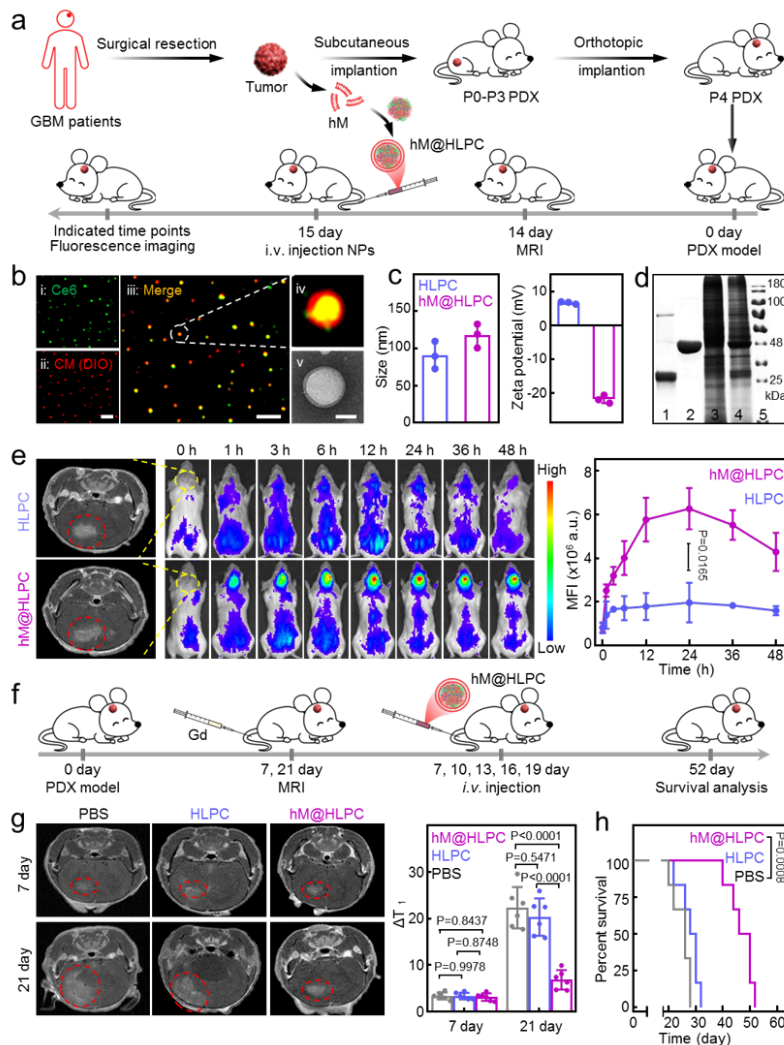 a
Surgical resection
Subcutaneous
implantion
Orthotopic
implantion
GBM patients
Tumor
hM
P0-P3 PDX
P4 PDX
hM@HLPC
Indicated time points
Fluorescence imaging
15 day
i.v. injection NPs
14 day
MRI
0 day
PDX model
b
i: Ce6
iii: Merge
iv
ii: CM (DIO)
v
c
HLPC
hM@HLPC
Size (nm)
150
100
50
0
Zeta potential (mV)
10
0
-10
-20
d
180
100
48
25
kDa
1 2 3 4 5
e
0 h 1 h 3 h 6 h 12 h 24 h 36 h 48 h
HLPC
hM@HLPC
High
Low
hM@HLPC
HLPC
P=0.0165
MFI (x10⁶ a.u.)
8
6
4
2
0
0 12 24 36 48
Time (h)
f
hM@HLPC
Gd
0 day
PDX model
7, 21 day
MRI
7, 10, 13, 16, 19 day
i.v. injection
52 day
Survival analysis
g
PBS HLPC hM@HLPC
7 day
21 day
hM@HLPC
HLPC
PBS
P<0.0001
P=0.5471
P<0.0001
P=0.8437
P=0.8748
P=0.9978
ΔT₁
30
20
10
0
7 day 21 day
h
hM@HLPC
HLPC
PBS
P=0.0008
Percent survival
100
75
50
25
0
0 20 30 40 50 60
Time (day)